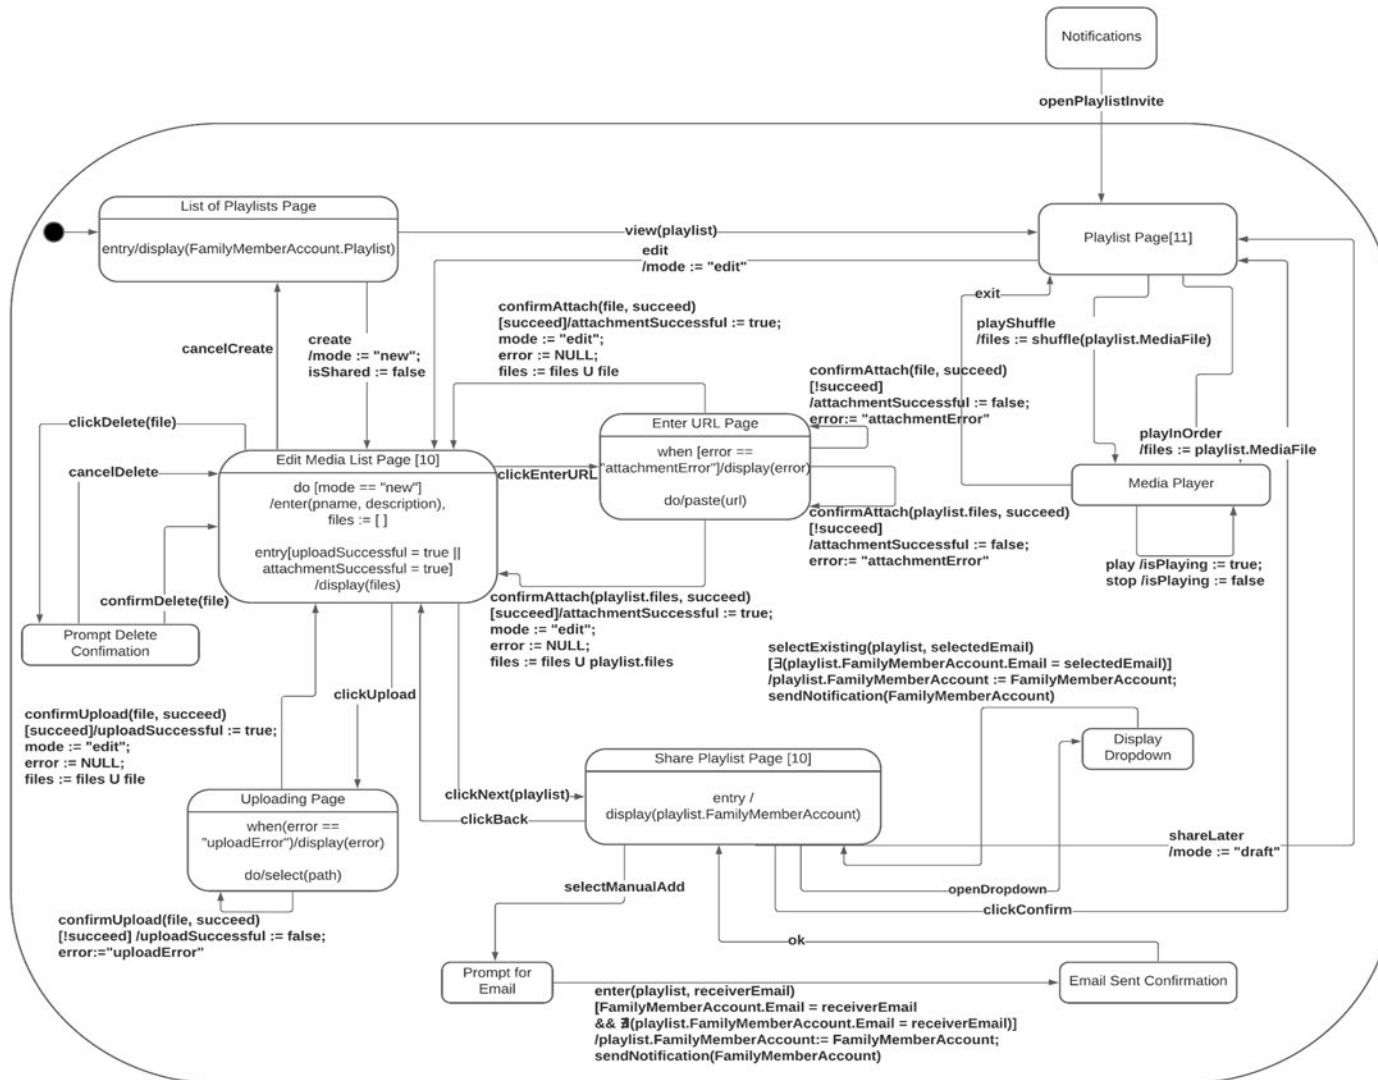 Notifications
openPlaylistInvite
List of Playlists Page
entry/display(FamilyMemberAccount.Playlist)
view(playlist)
Playlist Page[11]
edit
/mode := "edit"
exit
cancelCreate
create
/mode := "new";
isShared := false
confirmAttach(file, succeed)
[succeed]/attachmentSuccessful := true;
mode := "edit";
error := NULL;
files := files U file
playShuffle
/files := shuffle(playlist.MediaFile)
confirmAttach(file, succeed)
[!succeed]
/attachmentSuccessful := false;
error:= "attachmentError"
playInOrder
/files := playlist.MediaFile
clickDelete(file)
cancelDelete
Edit Media List Page [10]
do [mode == "new"]
/enter(pname, description),
files := [ ]
entry[uploadSuccessful = true ||
attachmentSuccessful = true]
/display(files)
clickEnterURL
Enter URL Page
when [error ==
"attachmentError"]/display(error)
do/paste(url)
Media Player
confirmAttach(playlist.files, succeed)
[!succeed]
/attachmentSuccessful := false;
error:= "attachmentError"
play /isPlaying := true;
stop /isPlaying := false
confirmDelete(file)
Prompt Delete
Confimation
confirmAttach(playlist.files, succeed)
[succeed]/attachmentSuccessful := true;
mode := "edit";
error := NULL;
files := files U playlist.files
selectExisting(playlist, selectedEmail)
[∃(playlist.FamilyMemberAccount.Email = selectedEmail)]
/playlist.FamilyMemberAccount := FamilyMemberAccount;
sendNotification(FamilyMemberAccount)
clickUpload
confirmUpload(file, succeed)
[succeed]/uploadSuccessful := true;
mode := "edit";
error := NULL;
files := files U file
Display
Dropdown
Share Playlist Page [10]
entry /
display(playlist.FamilyMemberAccount)
Uploading Page
when(error ==
"uploadError")/display(error)
do/select(path)
clickNext(playlist)
clickBack
shareLater
/mode := "draft"
selectManualAdd
openDropdown
clickConfirm
confirmUpload(file, succeed)
[!succeed] /uploadSuccessful := false;
error:="uploadError"
ok
Prompt for
Email
Email Sent Confirmation
enter(playlist, receiverEmail)
[FamilyMemberAccount.Email = receiverEmail
&& ∄(playlist.FamilyMemberAccount.Email = receiverEmail)]
/playlist.FamilyMemberAccount:= FamilyMemberAccount;
sendNotification(FamilyMemberAccount)